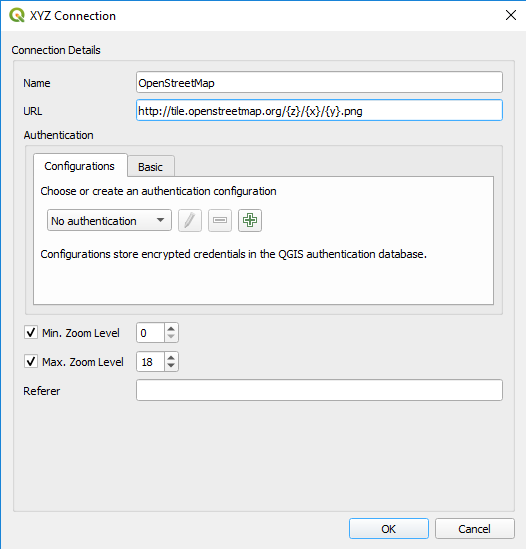 XYZ Connection
Connection Details
Name OpenStreetMap
URL http://tile.openstreetmap.org/{z}/{x}/{y}.png
Authentication
Configurations Basic
Choose or create an authentication configuration
No authentication
Configurations store encrypted credentials in the QGIS authentication database.
Min. Zoom Level 0
Max. Zoom Level 18
Referer
OK Cancel